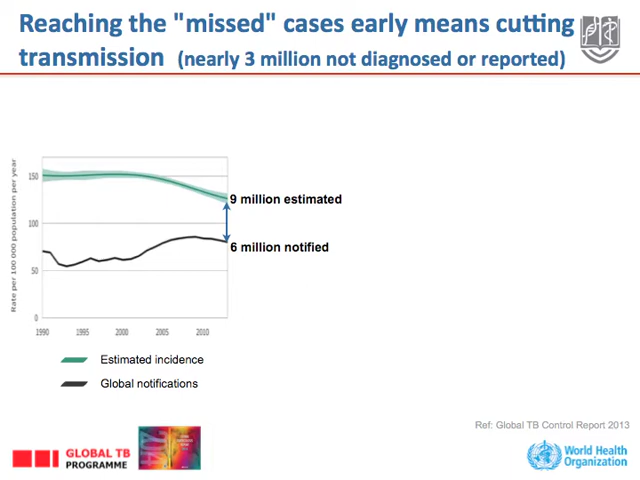 Reaching the "missed" cases early means cutting
transmission (nearly 3 million not diagnosed or reported)
Rate per 100 000 population per year
150
100
50
0
1990 1995 2000 2005 2010
9 million estimated
6 million notified
Estimated incidence
Global notifications
Ref: Global TB Control Report 2013
GLOBAL TB
PROGRAMME
World Health
Organization